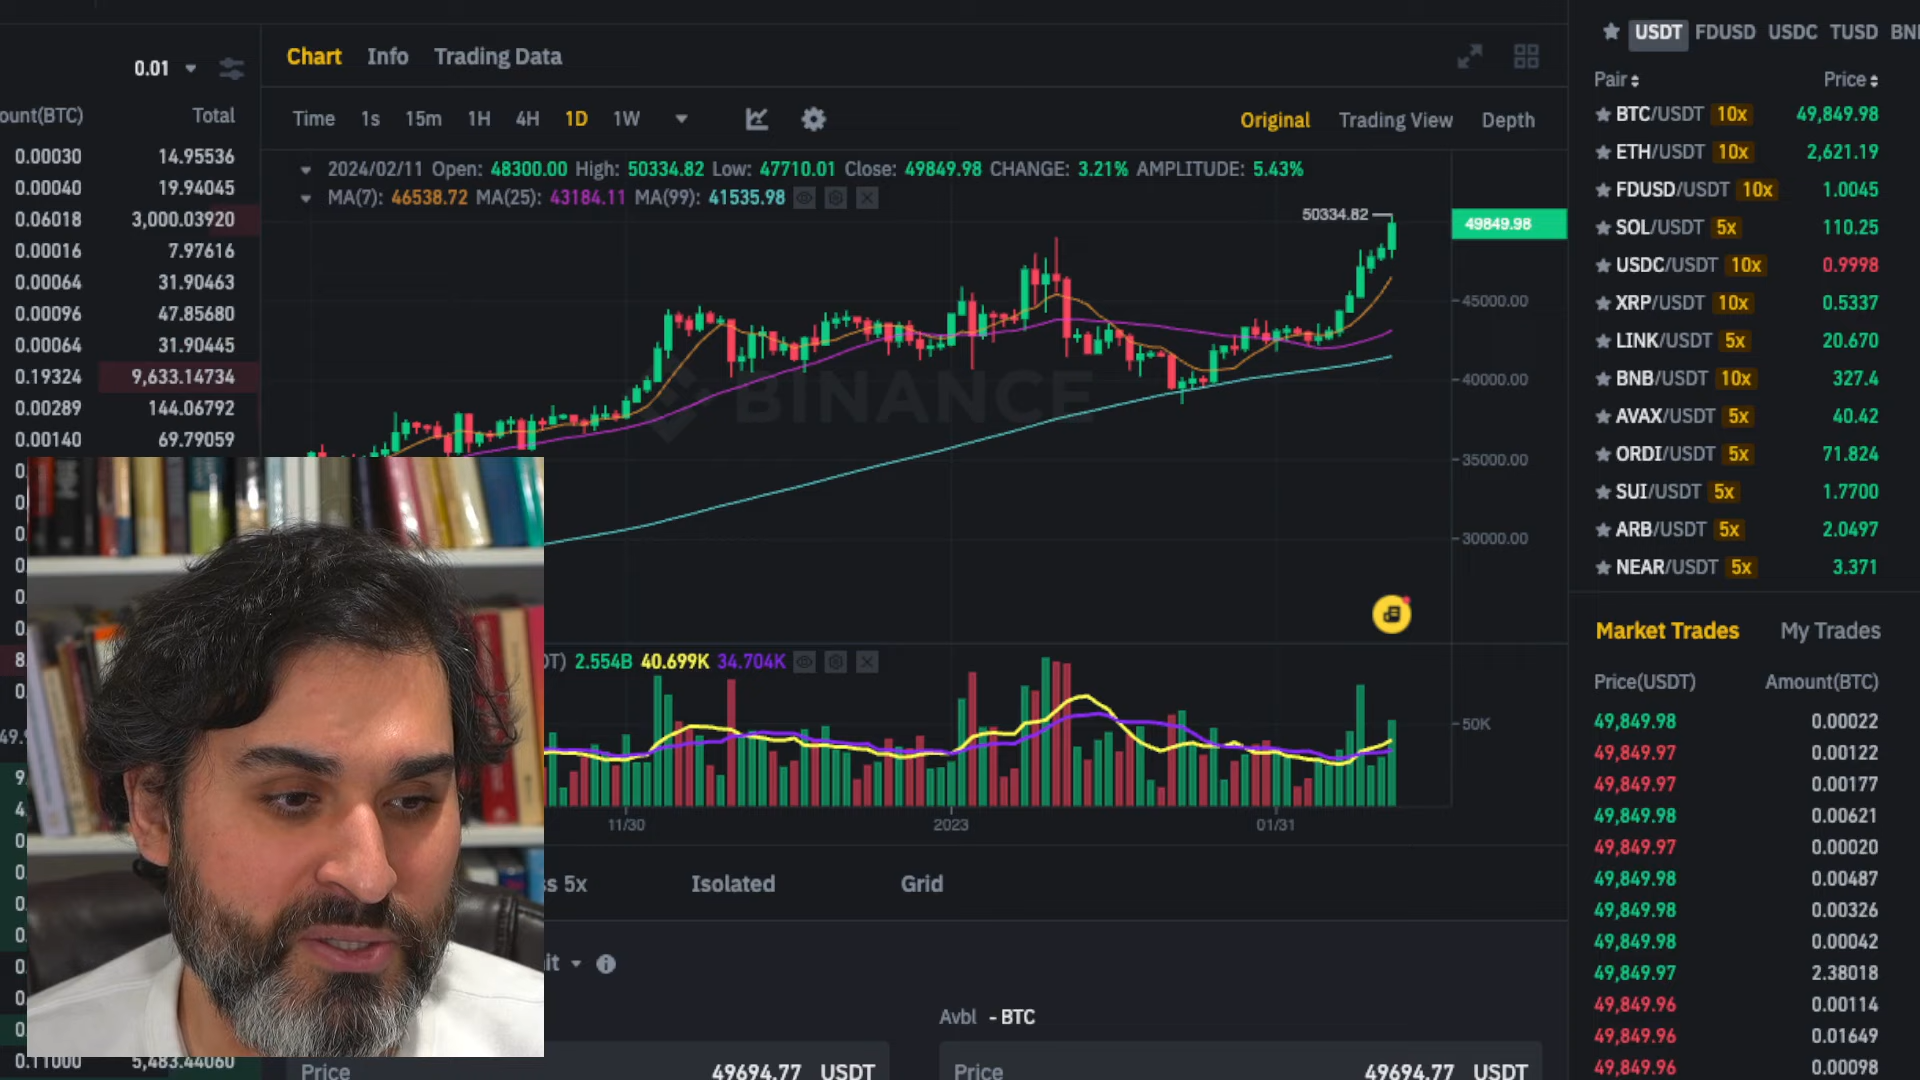 USDT FDUSD USDC TUSD
0.01
Chart Info Trading Data
Pair Price
Total
Time 1s 15m 1H 4H 1D 1W
Original Trading View Depth
BTC/USDT 10x 49,849.98
ETH/USDT 10x 2,621.19
FDUSD/USDT 10x 1.0045
SOL/USDT 5x 110.25
USDC/USDT 10x 0.9998
XRP/USDT 10x 0.5337
LINK/USDT 5x 20.670
BNB/USDT 10x 327.4
AVAX/USDT 5x 40.42
ORDI/USDT 5x 71.824
SUI/USDT 5x 1.7700
ARB/USDT 5x 2.0497
NEAR/USDT 5x 3.371
0.00030 14.95536
0.00040 19.94045
0.06018 3,000.03920
0.00016 7.97616
0.00064 31.90463
0.00096 47.85680
0.00064 31.90445
0.19324 9,633.14734
0.00289 144.06792
0.00140 69.79059
2024/02/11 Open: 48300.00 High: 50334.82 Low: 47710.01 Close: 49849.98 CHANGE: 3.21% AMPLITUDE: 5.43%
MA(7): 46538.72 MA(25): 43184.11 MA(99): 41535.98
50334.82
49849.98
45000.00
40000.00
35000.00
30000.00
BINANCE
2.554B 40.699K 34.704K
50K
11/30 2023 01/31
5x Isolated Grid
Avbl - BTC
Price 49694.77 USDT
Price 49694.77 USDT
0.11000 5,483.44060
Market Trades My Trades
Price(USDT) Amount(BTC)
49,849.98 0.00022
49,849.97 0.00122
49,849.97 0.00177
49,849.98 0.00621
49,849.97 0.00020
49,849.98 0.00487
49,849.98 0.00326
49,849.98 0.00042
49,849.97 2.38018
49,849.96 0.00114
49,849.96 0.01649
49,849.96 0.00098